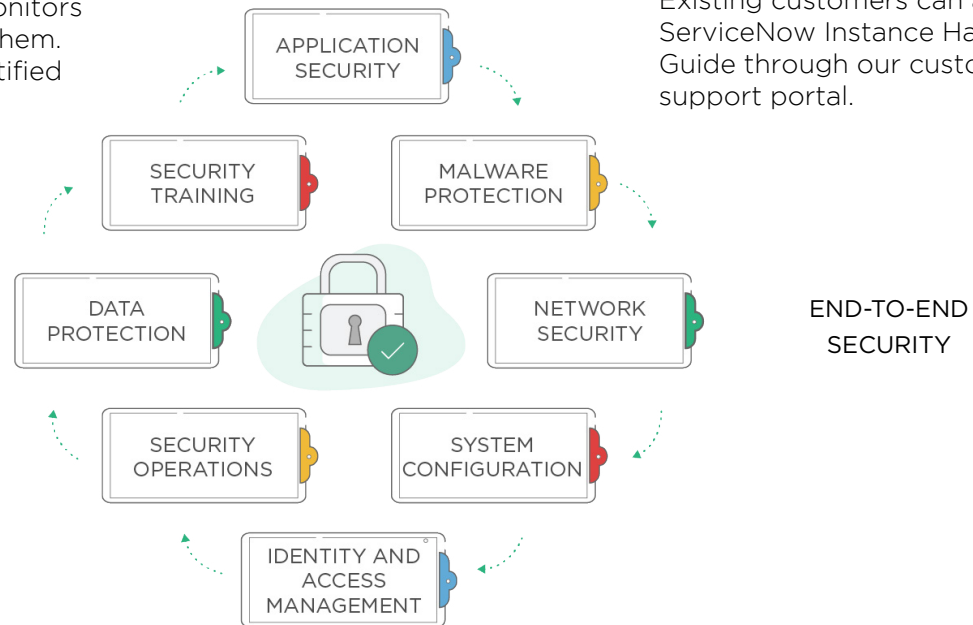 onitors
hem.
tified
Existing customers can a
ServiceNow Instance Ha
Guide through our custo
support portal.
APPLICATION
SECURITY
SECURITY
TRAINING
MALWARE
PROTECTION
DATA
PROTECTION
NETWORK
SECURITY
END-TO-END
SECURITY
SECURITY
OPERATIONS
SYSTEM
CONFIGURATION
IDENTITY AND
ACCESS
MANAGEMENT